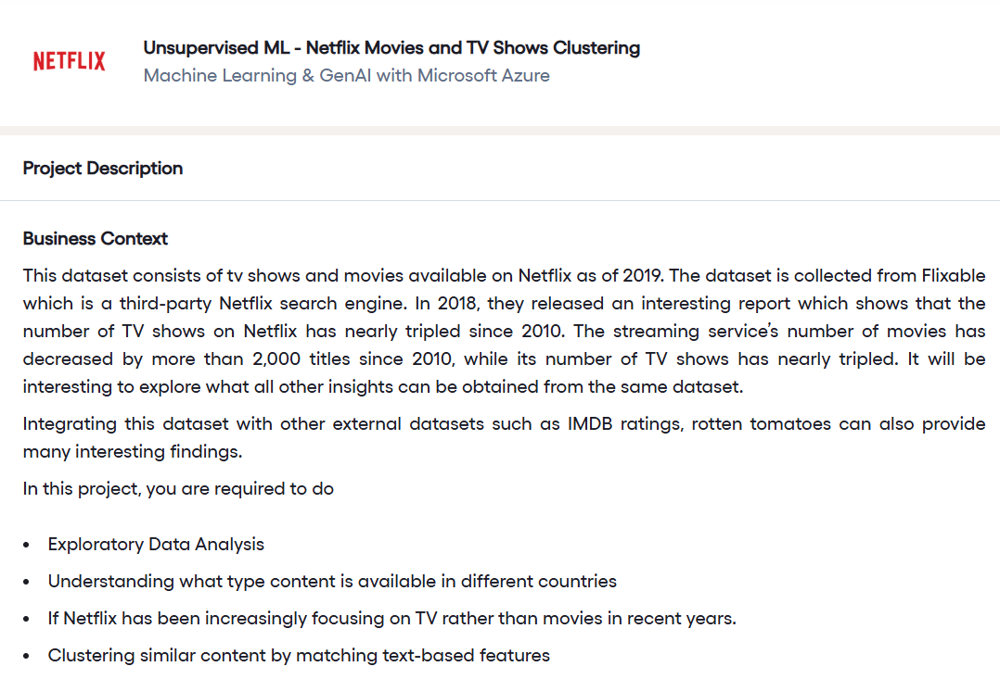 NETFLIX
Unsupervised ML - Netflix Movies and TV Shows Clustering
Machine Learning & GenAI with Microsoft Azure
Project Description
Business Context
This dataset consists of tv shows and movies available on Netflix as of 2019. The dataset is collected from Flixable
which is a third-party Netflix search engine. In 2018, they released an interesting report which shows that the
number of TV shows on Netflix has nearly tripled since 2010. The streaming service's number of movies has
decreased by more than 2,000 titles since 2010, while its number of TV shows has nearly tripled. It will be
interesting to explore what all other insights can be obtained from the same dataset.
Integrating this dataset with other external datasets such as IMDB ratings, rotten tomatoes can also provide
many interesting findings.
In this project, you are required to do
• Exploratory Data Analysis
• Understanding what type content is available in different countries
• If Netflix has been increasingly focusing on TV rather than movies in recent years.
• Clustering similar content by matching text-based features